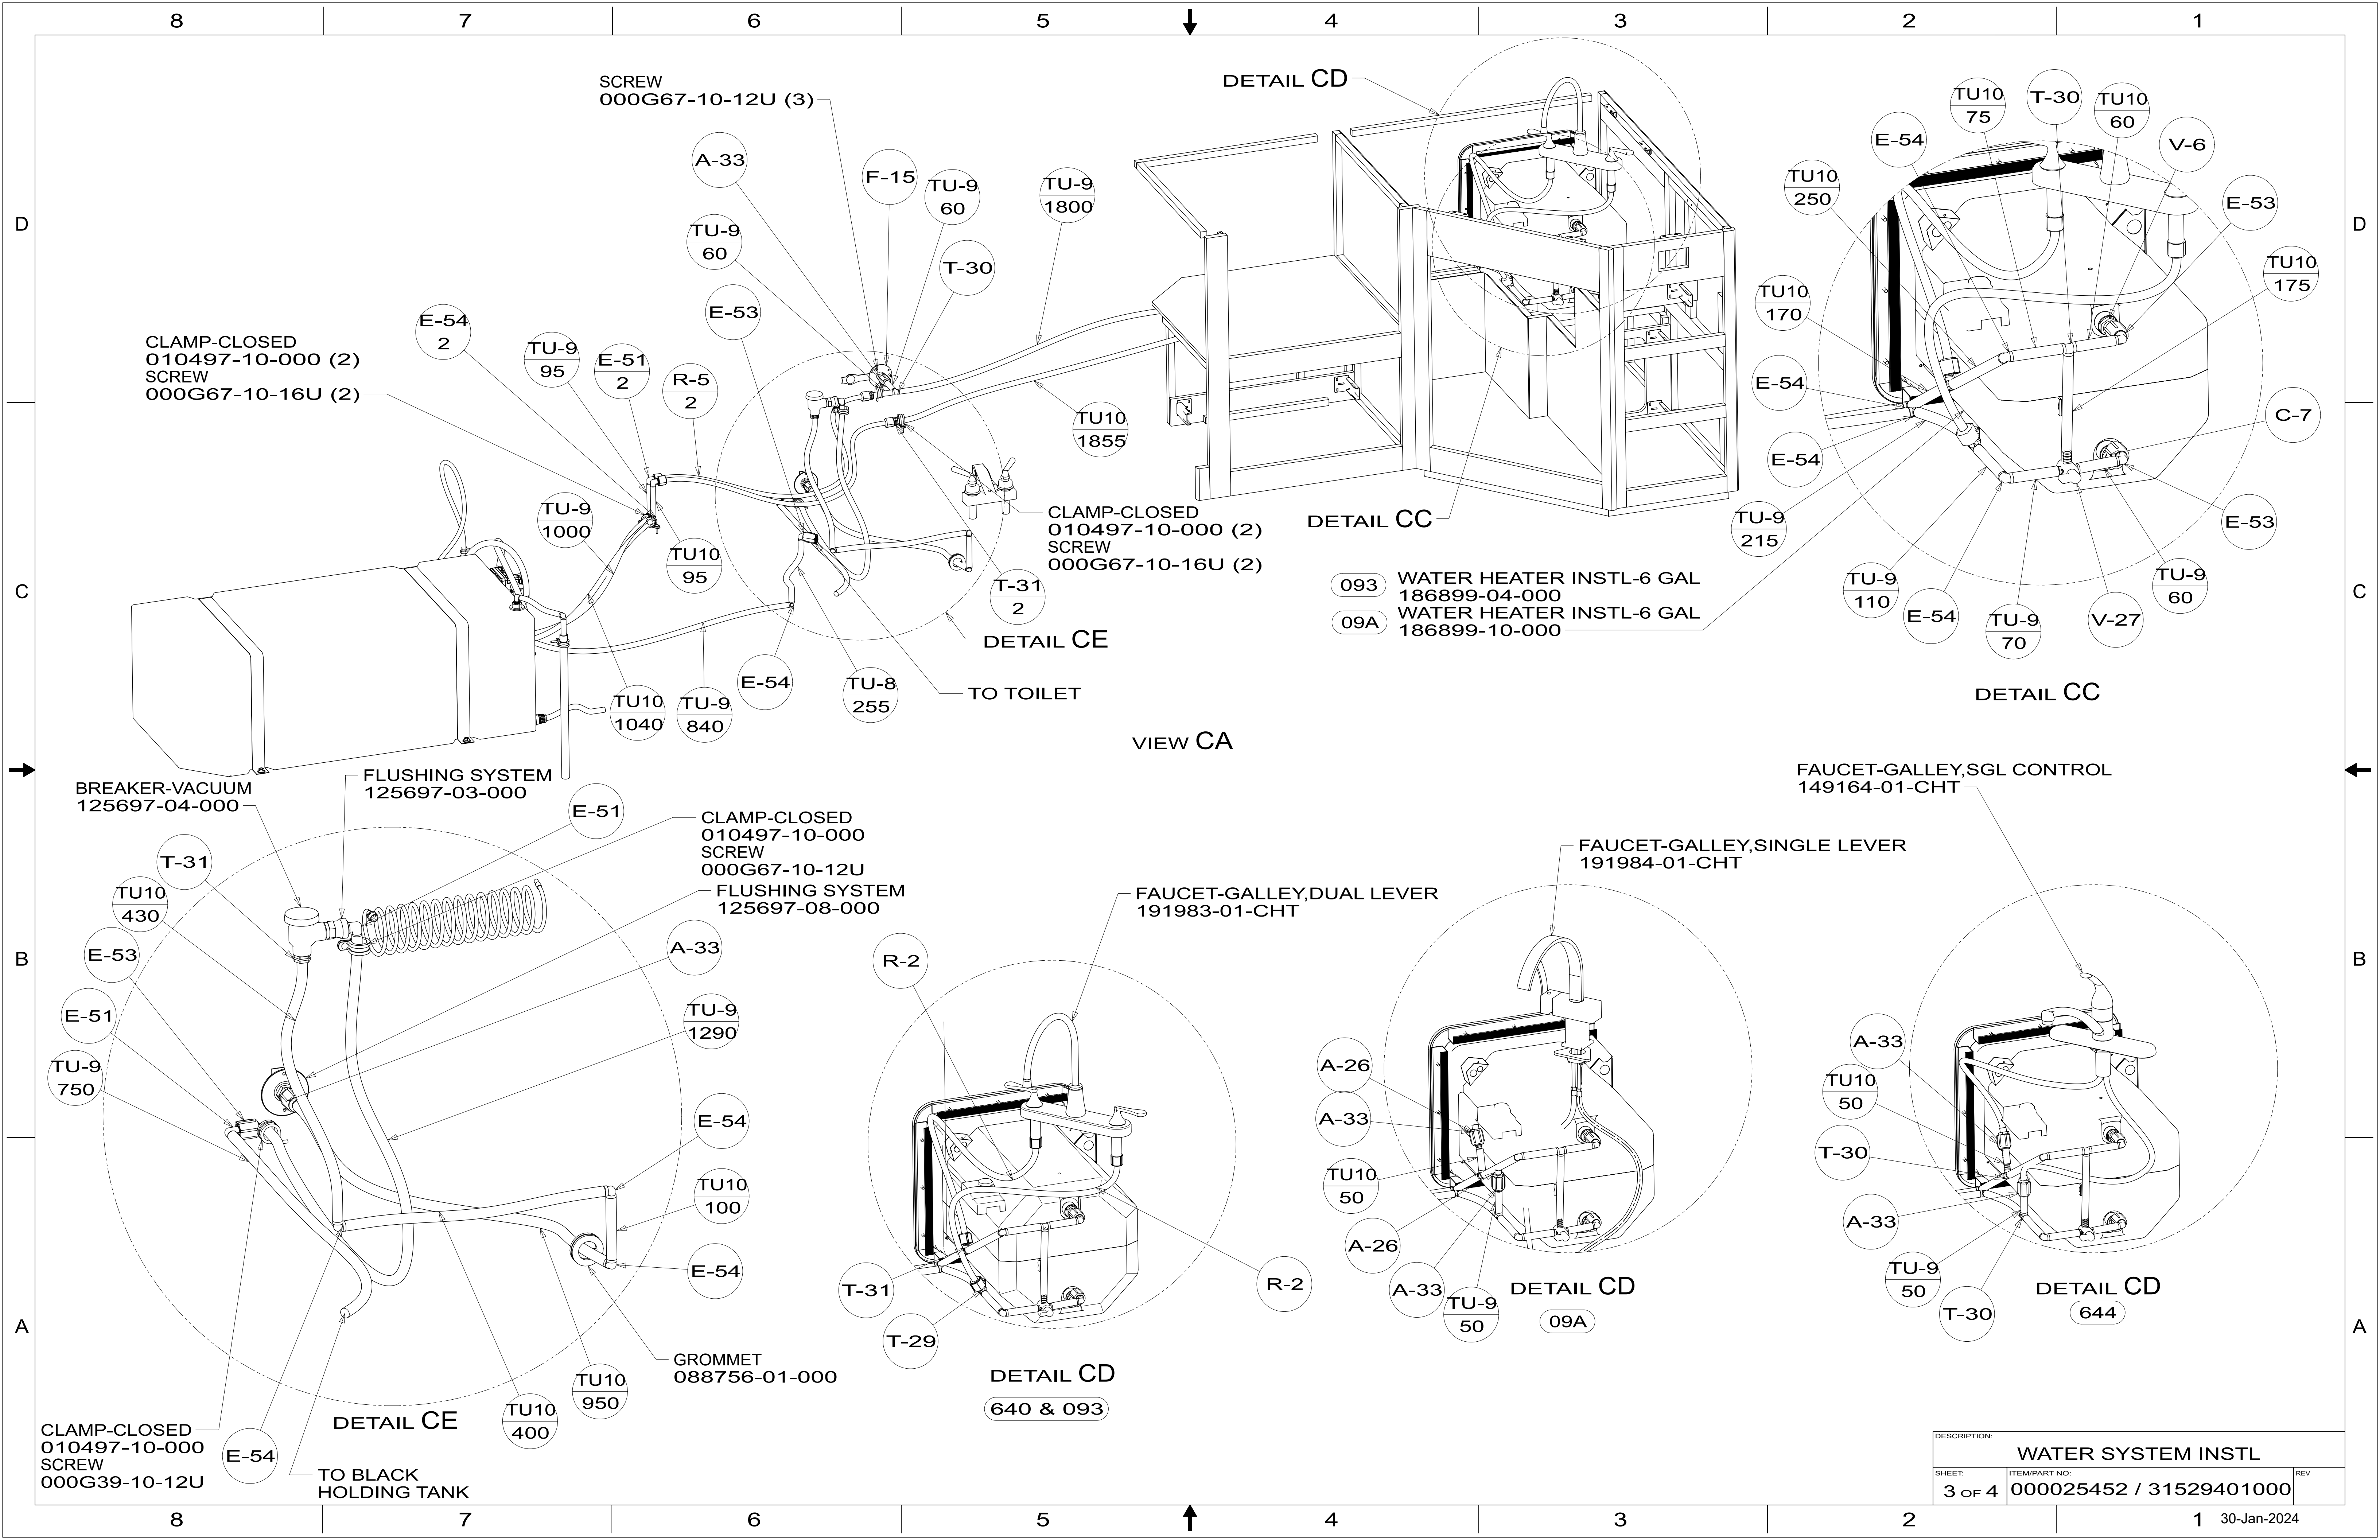 8 7 6 5 4 3 2 1
D
C
B
A
SCREW
000G67-10-12U (3)
A-33
F-15
TU-9
60
TU-9
60
TU-9
1800
T-30
E-53
CLAMP-CLOSED
010497-10-000 (2)
SCREW
000G67-10-16U (2)
E-54
2
TU-9
95
E-51
2
R-5
2
TU10
1855
TU-9
1000
TU10
95
CLAMP-CLOSED
010497-10-000 (2)
SCREW
000G67-10-16U (2)
T-31
2
DETAIL CE
TU10
1040
TU-9
840
E-54
TU-8
255
TO TOILET
VIEW CA
DETAIL CD
DETAIL CC
093
WATER HEATER INSTL-6 GAL
186899-04-000
09A
WATER HEATER INSTL-6 GAL
186899-10-000
TU10
75
T-30
TU10
60
E-54
V-6
TU10
250
E-53
TU10
170
TU10
175
E-54
C-7
E-54
TU-9
215
E-53
TU-9
110
E-54
TU-9
70
V-27
TU-9
60
DETAIL CC
BREAKER-VACUUM
125697-04-000
FLUSHING SYSTEM
125697-03-000
E-51
CLAMP-CLOSED
010497-10-000
SCREW
000G67-10-12U
FLUSHING SYSTEM
125697-08-000
T-31
TU10
430
E-53
A-33
E-51
TU-9
1290
TU-9
750
E-54
TU10
100
E-54
GROMMET
088756-01-000
TU10
950
TU10
400
DETAIL CE
CLAMP-CLOSED
010497-10-000
SCREW
000G39-10-12U
E-54
TO BLACK
HOLDING TANK
FAUCET-GALLEY,DUAL LEVER
191983-01-CHT
R-2
T-31
T-29
R-2
DETAIL CD
640 & 093
FAUCET-GALLEY,SINGLE LEVER
191984-01-CHT
A-26
A-33
TU10
50
A-26
A-33
TU-9
50
DETAIL CD
09A
FAUCET-GALLEY,SGL CONTROL
149164-01-CHT
A-33
TU10
50
T-30
A-33
TU-9
50
T-30
DETAIL CD
644
D
C
B
A
DESCRIPTION:
WATER SYSTEM INSTL
SHEET:
3 OF 4
ITEM/PART NO:
000025452 / 31529401000
REV
8 7 6 5 4 3 2 1
30-Jan-2024